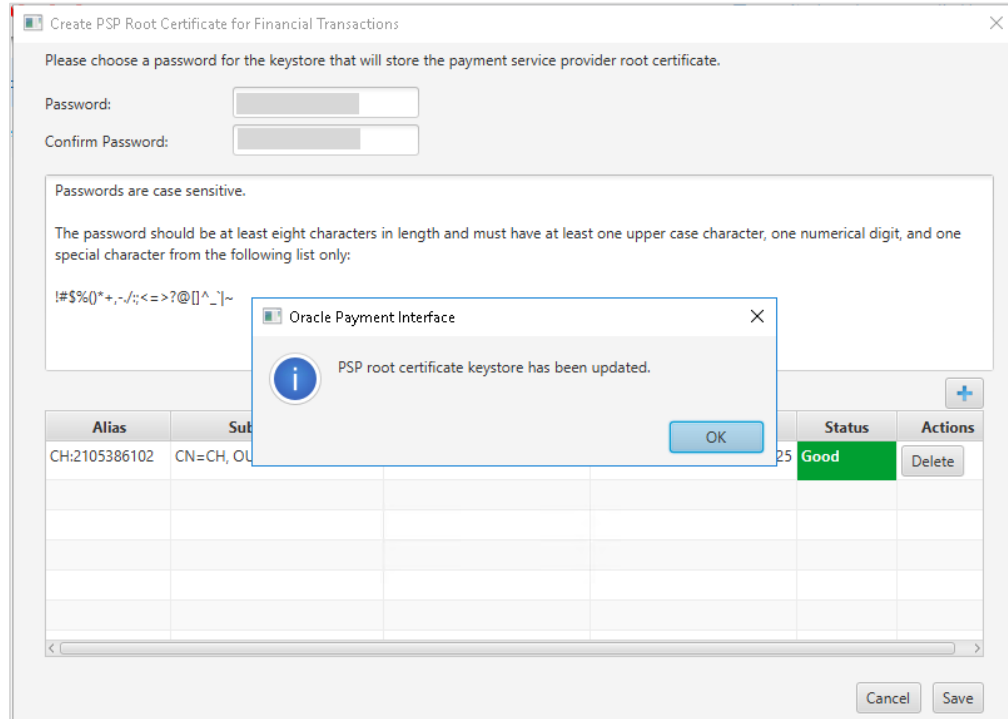 Create PSP Root Certificate for Financial Transactions
Please choose a password for the keystore that will store the payment service provider root certificate.
Password:
Confirm Password:
Passwords are case sensitive.
The password should be at least eight characters in length and must have at least one upper case character, one numerical digit, and one
special character from the following list only:
!#$%()*+,-./:;<=>?@[]^_`|~
Oracle Payment Interface
PSP root certificate keystore has been updated.
OK
Alias Status Actions
CH:2105386102 CN=CH, 25 Good Delete
Cancel Save